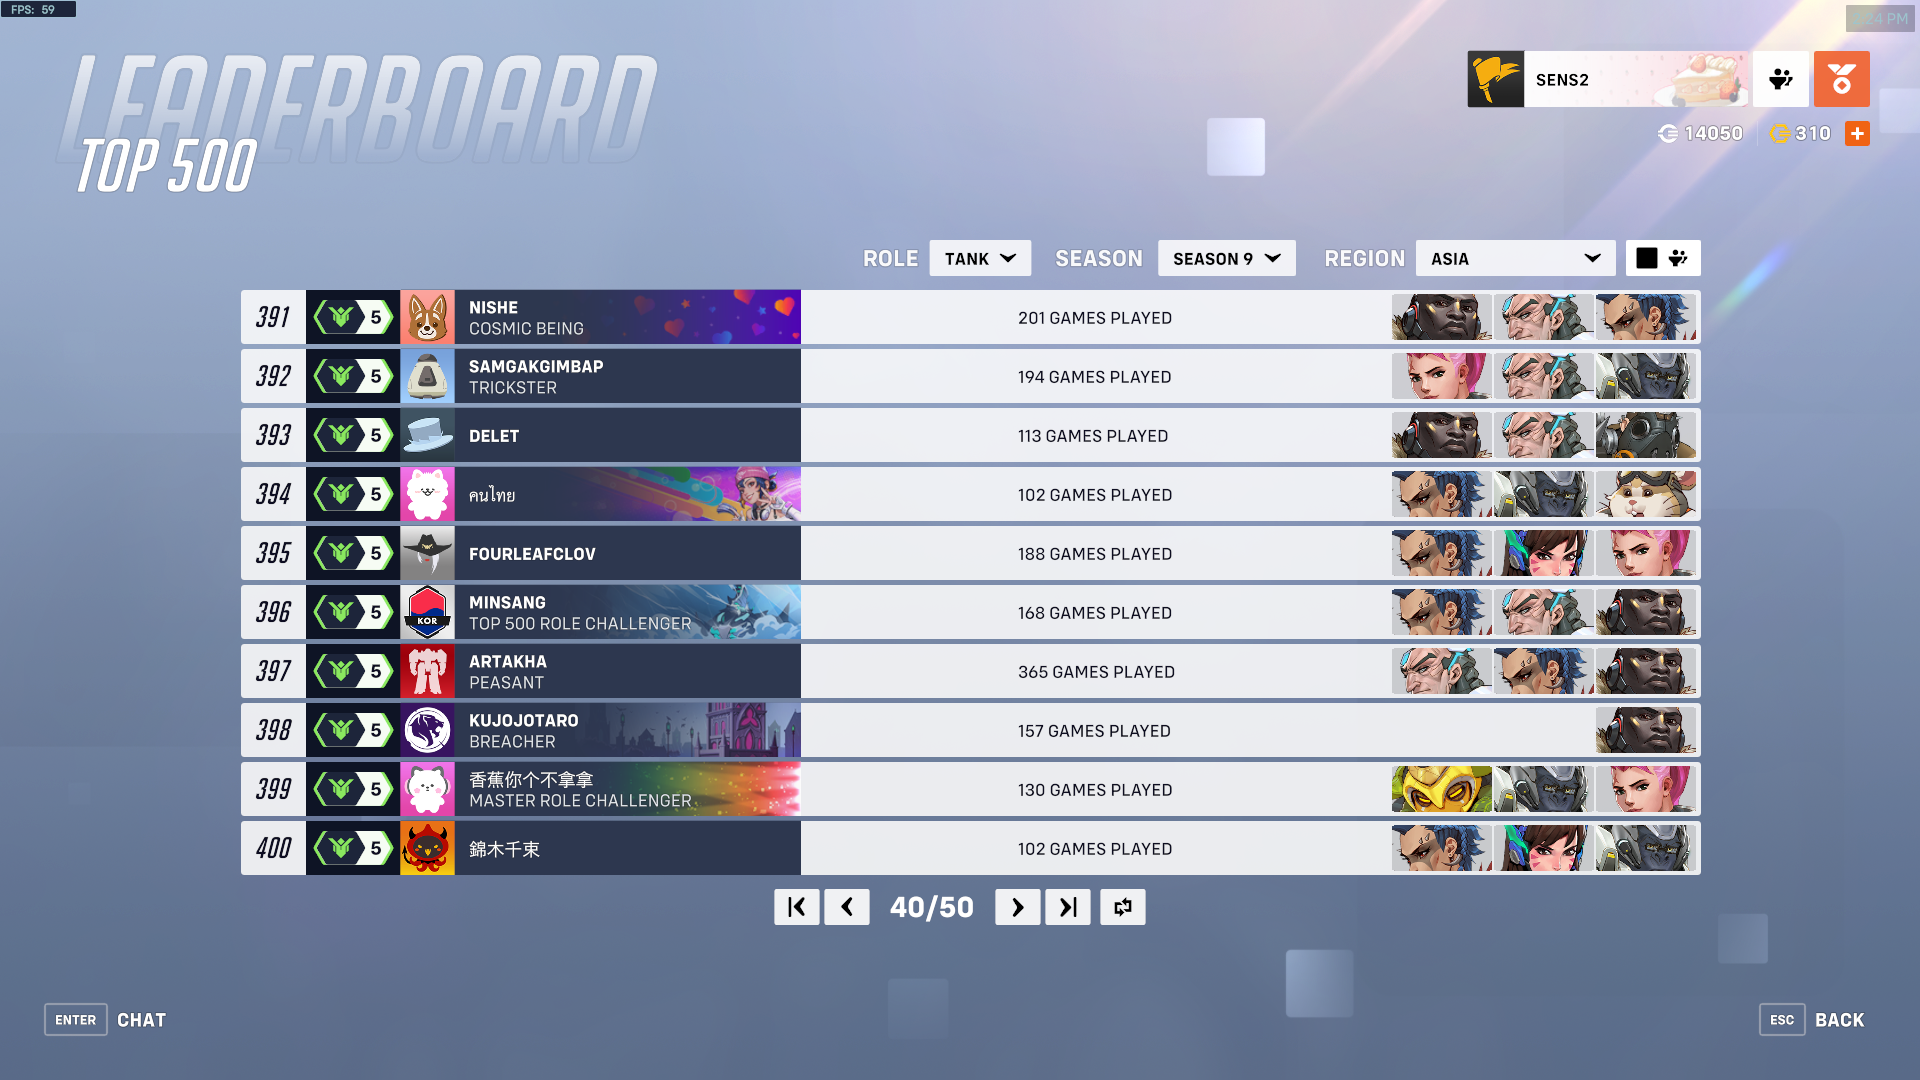 FPS: 59
24 PM
LEADERBOARD
TOP 500
SENS2
14050
310
ROLE
TANK
SEASON
SEASON 9
REGION
ASIA
391
5
NISHE
COSMIC BEING
201 GAMES PLAYED
392
5
SAMGAKGIMBAP
TRICKSTER
194 GAMES PLAYED
393
5
DELET
113 GAMES PLAYED
394
5
คนไทย
102 GAMES PLAYED
395
5
FOURLEAFCLOV
188 GAMES PLAYED
396
5
KOR
MINSANG
TOP 500 ROLE CHALLENGER
168 GAMES PLAYED
397
5
ARTAKHA
PEASANT
365 GAMES PLAYED
398
5
KUJOJOTARO
BREACHER
157 GAMES PLAYED
399
5
香蕉你个不拿拿
MASTER ROLE CHALLENGER
130 GAMES PLAYED
400
5
錦木千束
102 GAMES PLAYED
40/50
ENTER
CHAT
ESC
BACK